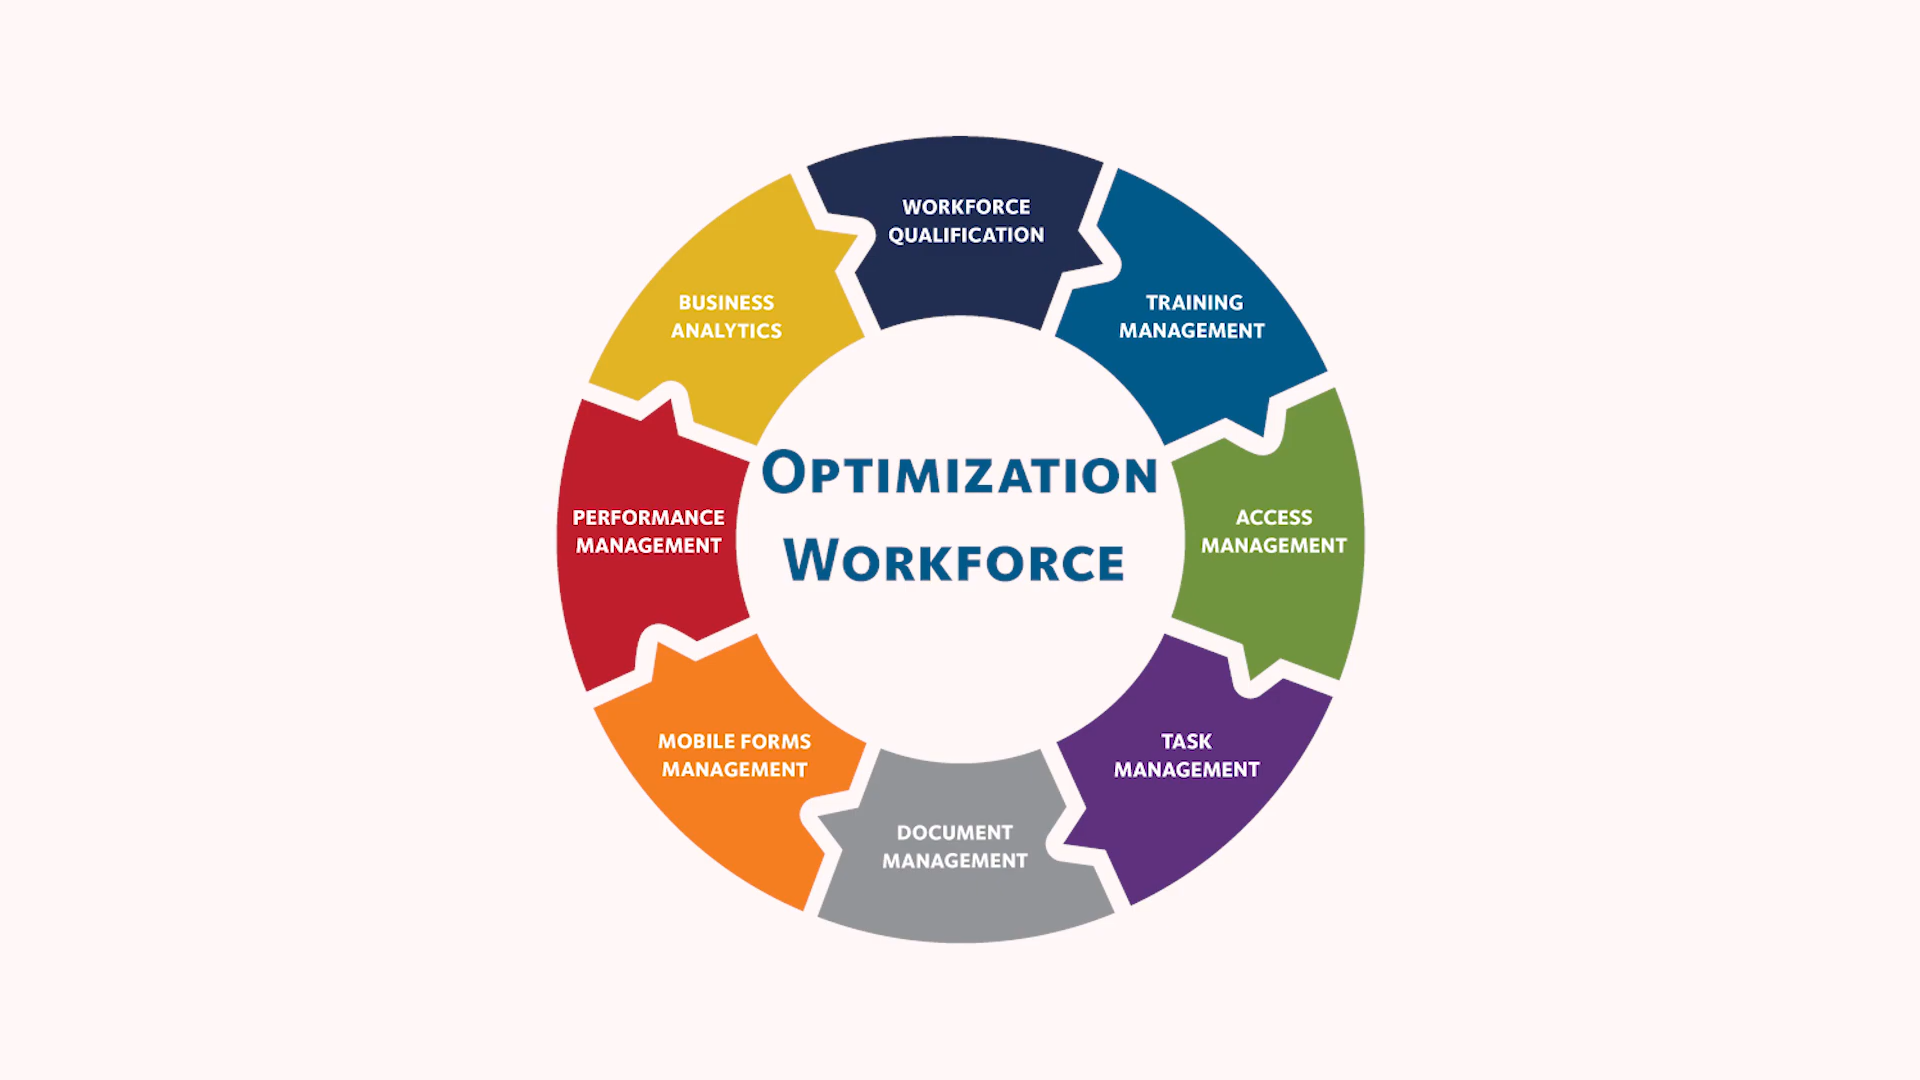 WORKFORCE
QUALIFICATION
TRAINING
MANAGEMENT
ACCESS
MANAGEMENT
TASK
MANAGEMENT
DOCUMENT
MANAGEMENT
MOBILE FORMS
MANAGEMENT
PERFORMANCE
MANAGEMENT
BUSINESS
ANALYTICS
OPTIMIZATION
WORKFORCE